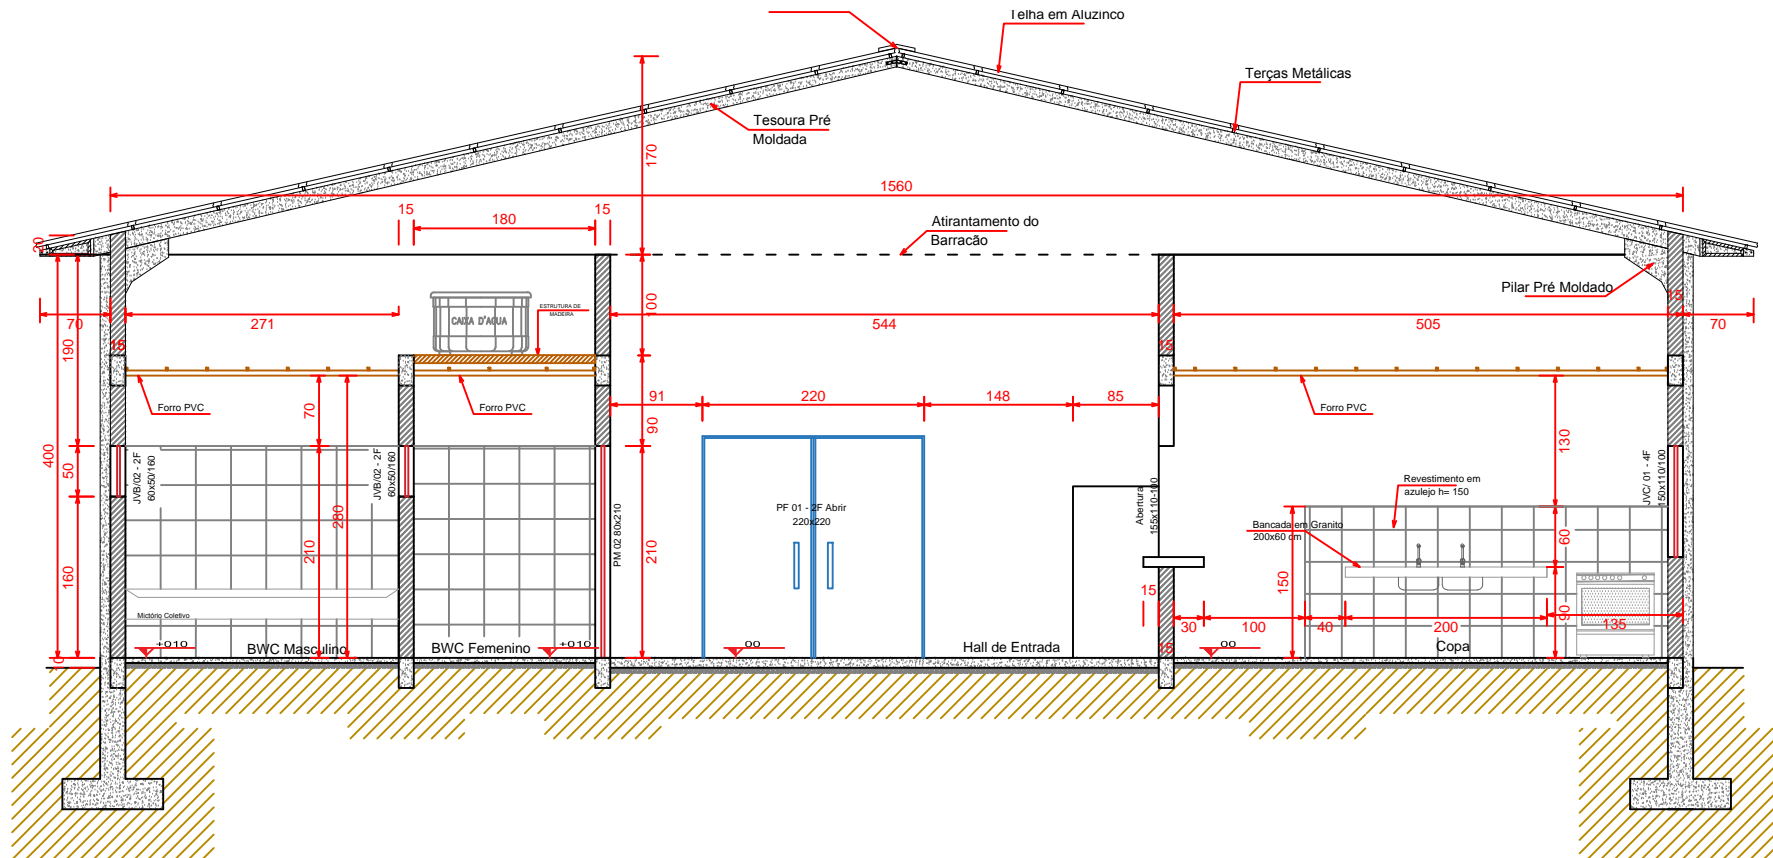 Telha em Aluzinco
Terças Metálicas
Tesoura Pré
Moldada
170
1560
15
180
15
Atirantamento do
Barracão
20
Pilar Pré Moldado
15
70
271
CAIXA D'AGUA
ESTRUTURA DE
MADEIRA
100
544
505
70
190
15
15
Forro PVC
Forro PVC
Forro PVC
70
91
220
148
85
90
130
400
50
JVB/02 - 2F
60x50/160
JVB/02 - 2F
60x50/160
280
210
160
PM 02 80x210
210
PF 01 - 2F Abrir
220x220
Abertura
155x110-100
Revestimento em
azulejo h= 150
JVC/ 01 - 4F
150x110/100
Bancada em Granito
200x60 cm
60
150
90
15
30
100
40
200
135
Mictório Coletivo
+010
BWC Masculino
BWC Femenino
+010
00
Hall de Entrada
15
00
Copa